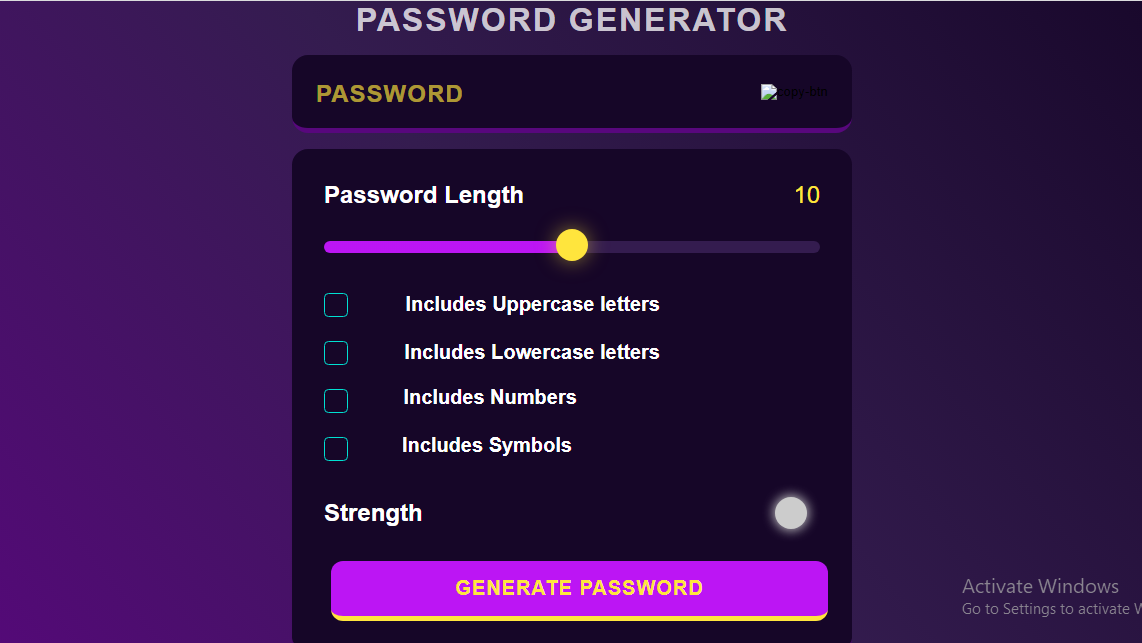 PASSWORD GENERATOR
PASSWORD
copy-btn
Password Length
10
Includes Uppercase letters
Includes Lowercase letters
Includes Numbers
Includes Symbols
Strength
GENERATE PASSWORD
Activate Windows
Go to Settings to activate W